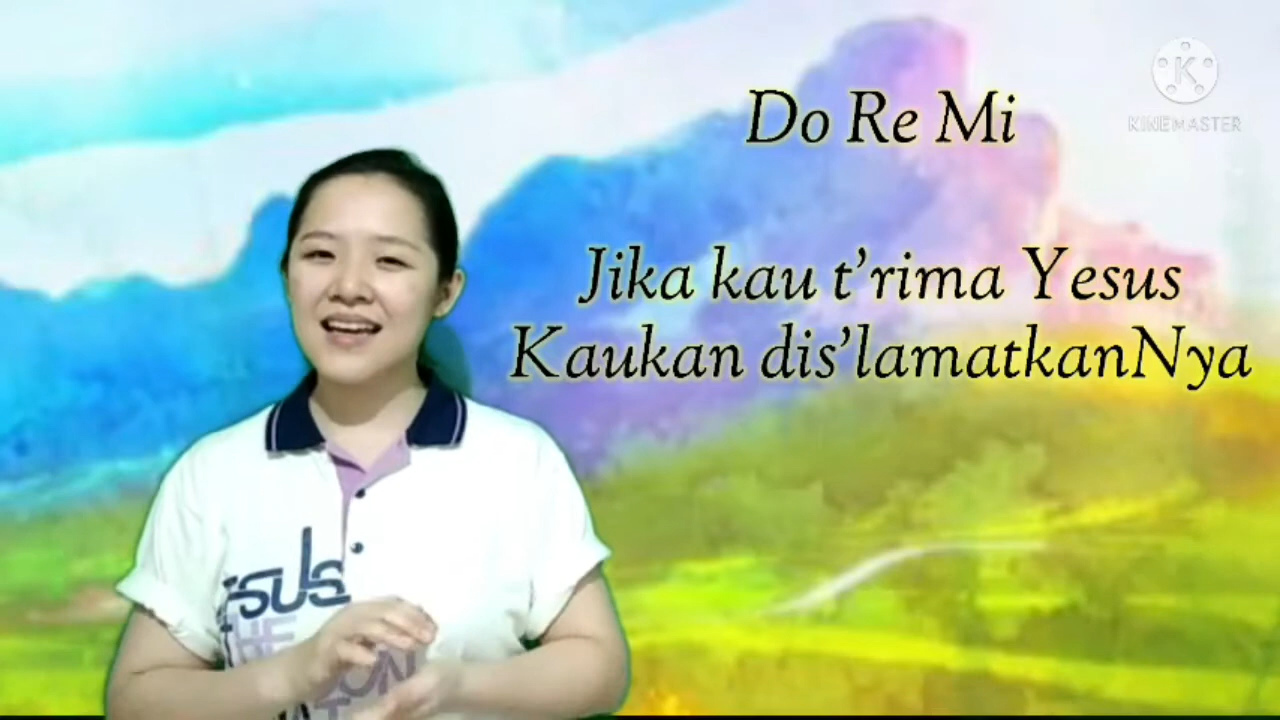 Do Re Mi
KINEMASTER
Jika kau t'rima Yesus
Kaukan dis'lamatkanNya